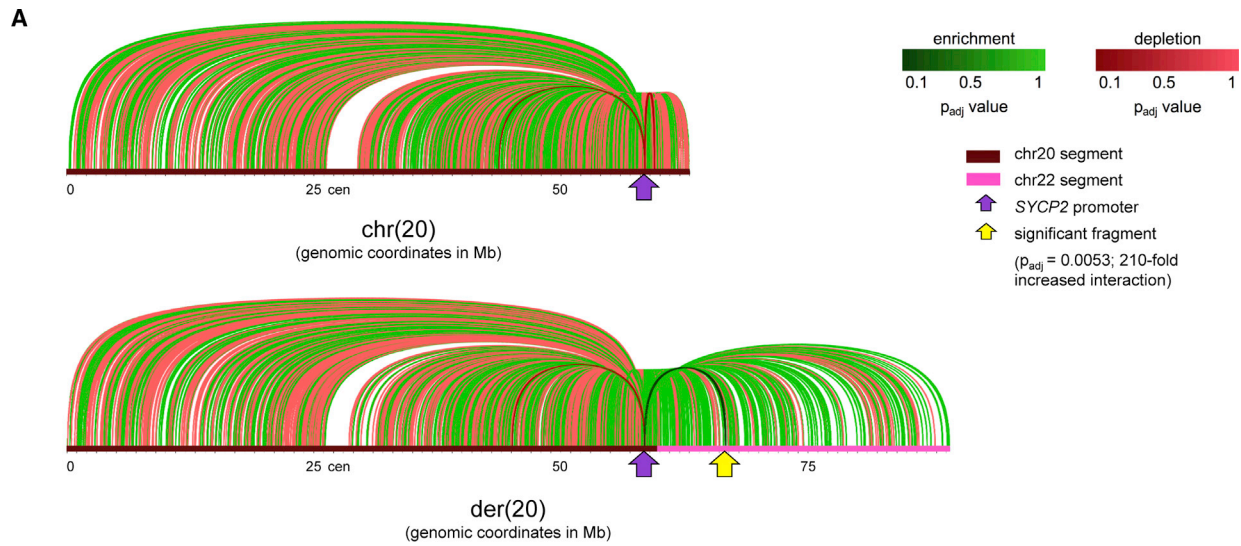 A
enrichment depletion
0.1 0.5 1 0.1 0.5 1
padj value padj value
chr20 segment
chr22 segment
SYCP2 promoter
significant fragment
(padj = 0.0053; 210-fold
increased interaction)
0 25 cen 50
chr(20)
(genomic coordinates in Mb)
0 25 cen 50 75
der(20)
(genomic coordinates in Mb)